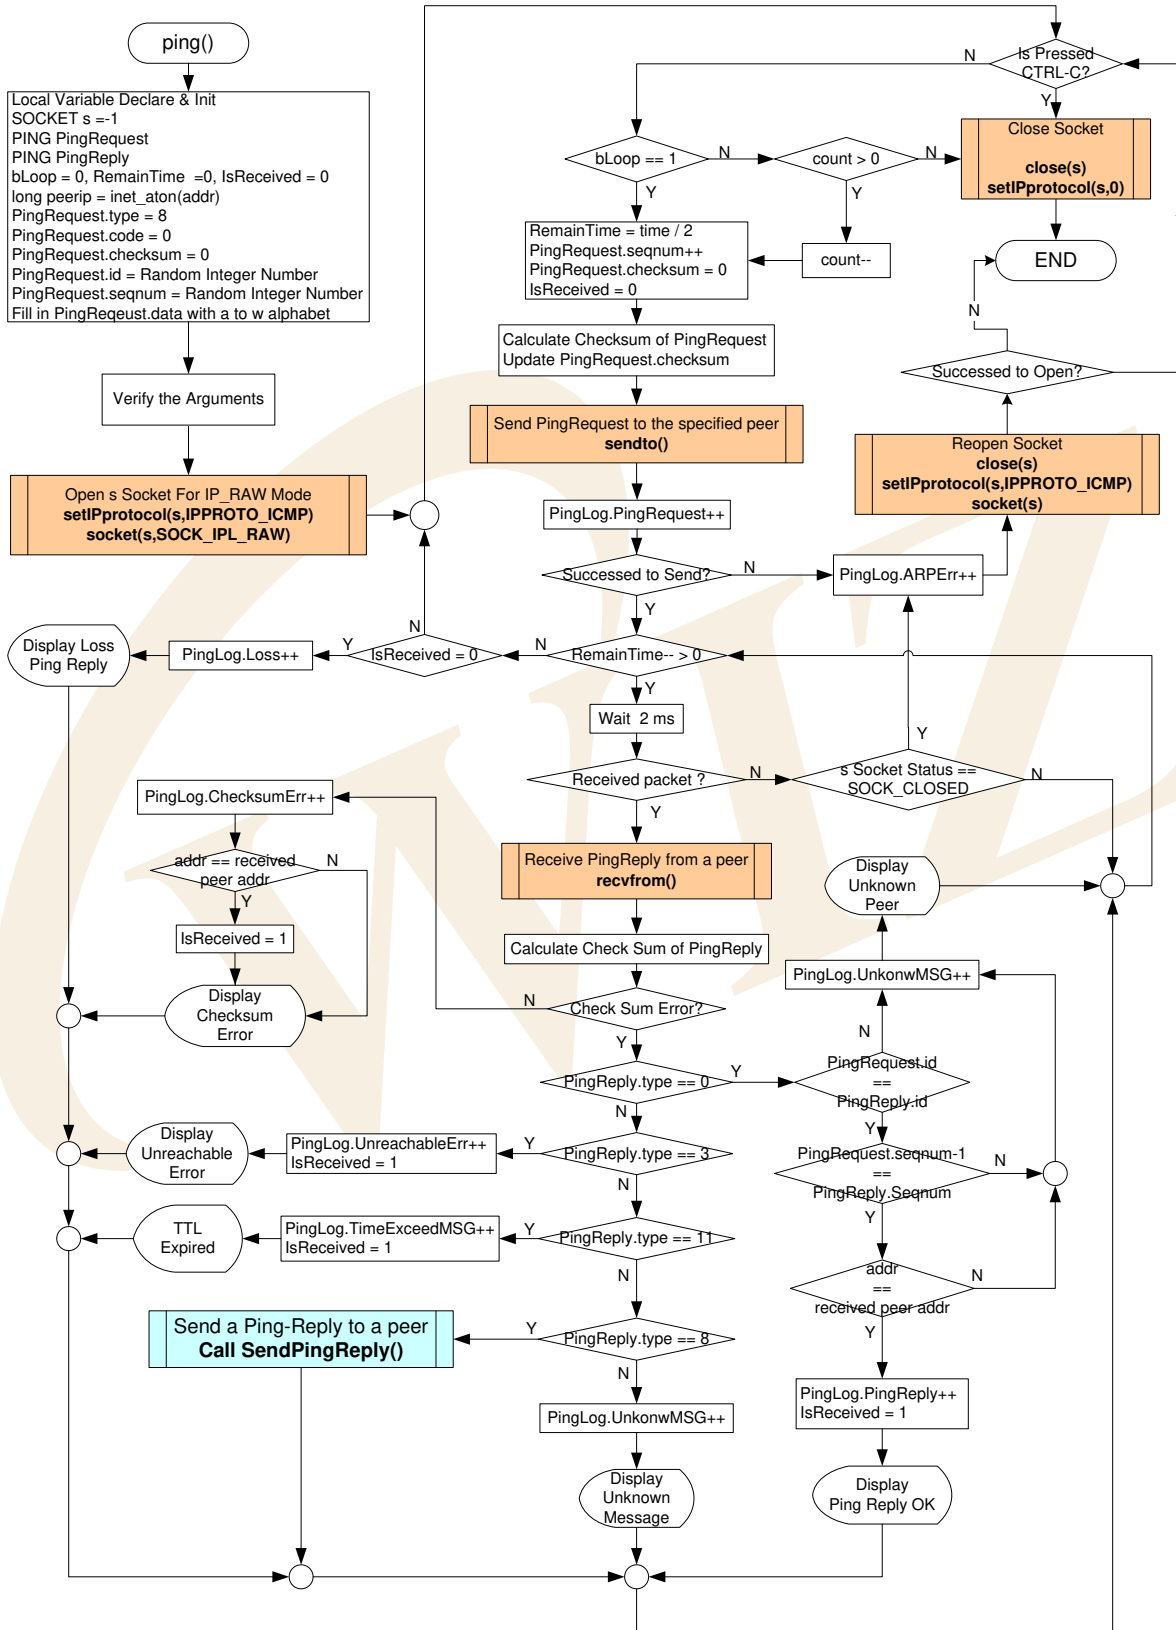 ping()
Local Variable Declare & Init
SOCKET s =-1
PING PingRequest
PING PingReply
bLoop = 0, RemainTime =0, IsReceived = 0
long peerip = inet_aton(addr)
PingRequest.type = 8
PingRequest.code = 0
PingRequest.checksum = 0
PingRequest.id = Random Integer Number
PingRequest.seqnum = Random Integer Number
Fill in PingReqeust.data with a to w alphabet
Verify the Arguments
Open s Socket For IP_RAW Mode
setIPprotocol(s,IPPROTO_ICMP)
socket(s,SOCK_IPL_RAW)
Is Pressed
CTRL-C?
N
Y
Close Socket
close(s)
setIPprotocol(s,0)
END
bLoop == 1
N
Y
count > 0
N
Y
count--
RemainTime = time / 2
PingRequest.seqnum++
PingRequest.checksum = 0
IsReceived = 0
Calculate Checksum of PingRequest
Update PingRequest.checksum
Send PingRequest to the specified peer
sendto()
PingLog.PingRequest++
Successed to Send?
N
Y
PingLog.ARPErr++
Reopen Socket
close(s)
setIPprotocol(s,IPPROTO_ICMP)
socket(s)
Successed to Open?
N
RemainTime-- > 0
N
Y
IsReceived = 0
N
Y
PingLog.Loss++
Display Loss
Ping Reply
Wait 2 ms
Received packet ?
N
Y
s Socket Status ==
SOCK_CLOSED
Y
N
Receive PingReply from a peer
recvfrom()
Calculate Check Sum of PingReply
Check Sum Error?
N
Y
PingLog.ChecksumErr++
addr == received
peer addr
N
Y
IsReceived = 1
Display
Checksum
Error
PingReply.type == 0
Y
N
PingRequest.id
==
PingReply.id
N
Y
PingLog.UnkonwMSG++
Display
Unknown
Peer
PingRequest.seqnum-1
==
PingReply.Seqnum
N
Y
addr
==
received peer addr
N
Y
PingLog.PingReply++
IsReceived = 1
Display
Ping Reply OK
PingReply.type == 3
Y
N
PingLog.UnreachableErr++
IsReceived = 1
Display
Unreachable
Error
PingReply.type == 11
Y
N
PingLog.TimeExceedMSG++
IsReceived = 1
TTL
Expired
PingReply.type == 8
Y
N
Send a Ping-Reply to a peer
Call SendPingReply()
PingLog.UnkonwMSG++
Display
Unknown
Message
WIZ